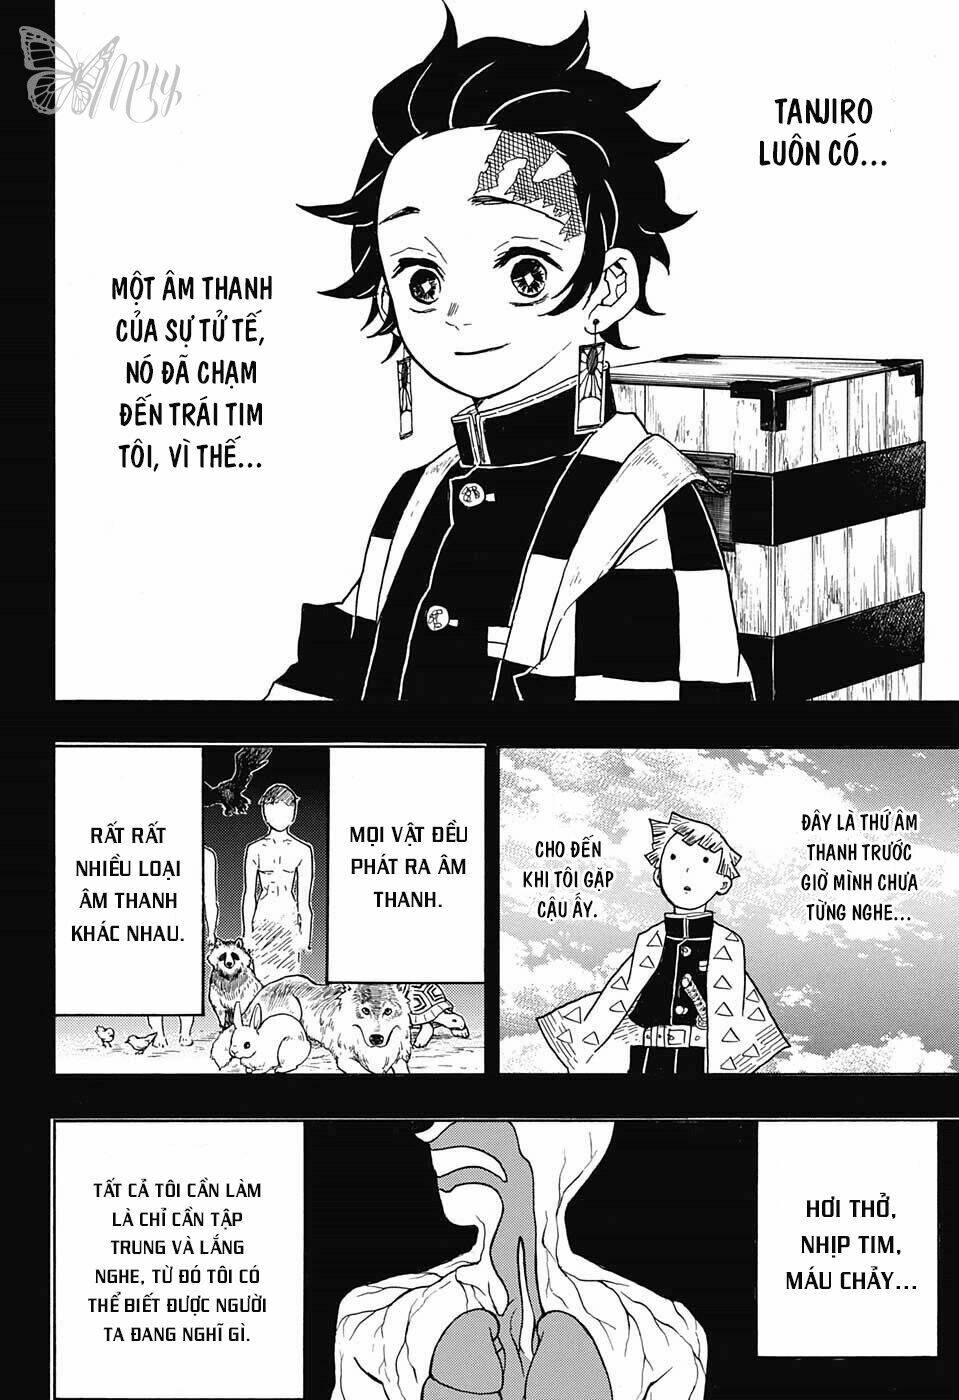 TANJIRO
LUÔN CÓ...
MỘT ÂM THANH
CỦA SỰ TỬ TẾ,
NÓ ĐÃ CHẠM
ĐẾN TRÁI TIM
TÔI, VÌ THẾ...
ĐÂY LÀ THỨ ÂM
THANH TRƯỚC
GIỜ MÌNH CHƯA
TỪNG NGHE...
CHO ĐẾN
KHI TÔI GẶP
CẬU ẤY.
MỌI VẬT ĐỀU
PHÁT RA ÂM
THANH.
RẤT RẤT
NHIỀU LOẠI
ÂM THANH
KHÁC NHAU.
HƠI THỞ,
NHỊP TIM,
MÁU CHẢY...
TẤT CẢ TÔI CẦN LÀM
LÀ CHỈ CẦN TẬP
TRUNG VÀ LẮNG
NGHE, TỪ ĐÓ TÔI CÓ
THỂ BIẾT ĐƯỢC NGƯỜI
TA ĐANG NGHĨ GÌ.